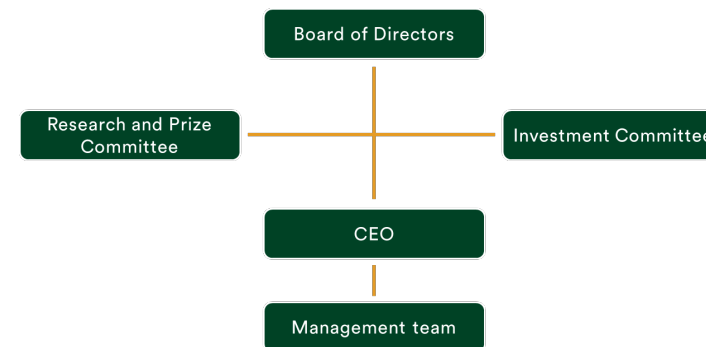 Board of Directors
Research and Prize
Committee
Investment Committee
CEO
Management team